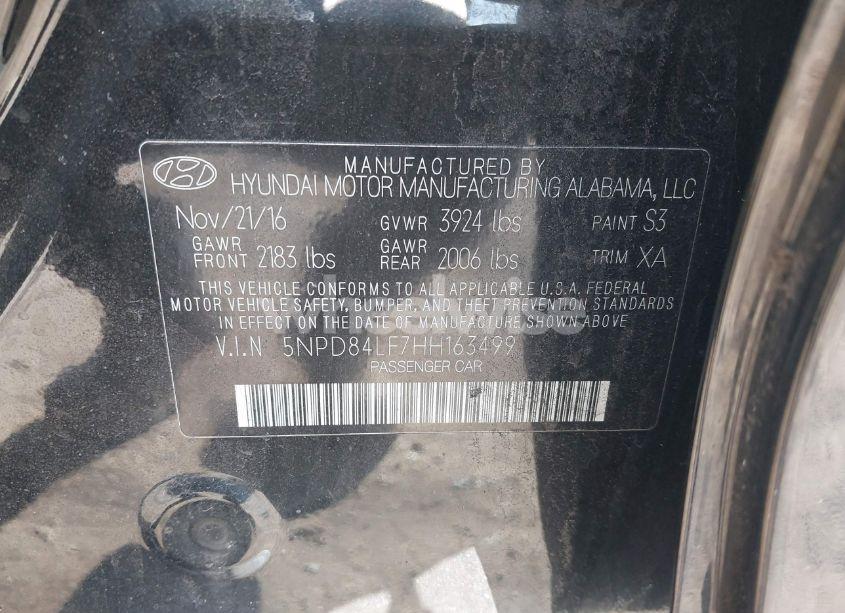 MANUFACTURED BY
HYUNDAI MOTOR MANUFACTURING ALABAMA, LLC
Nov/21/16 GVWR 3924 lbs PAINT S3
GAWR FRONT 2183 lbs GAWR REAR 2006 lbs TRIM XA
THIS VEHICLE CONFORMS TO ALL APPLICABLE U.S.A. FEDERAL
MOTOR VEHICLE SAFETY, BUMPER, AND THEFT PREVENTION STANDARDS
IN EFFECT ON THE DATE OF MANUFACTURE SHOWN ABOVE
V.I.N 5NPD84LF7HH163499
PASSENGER CAR